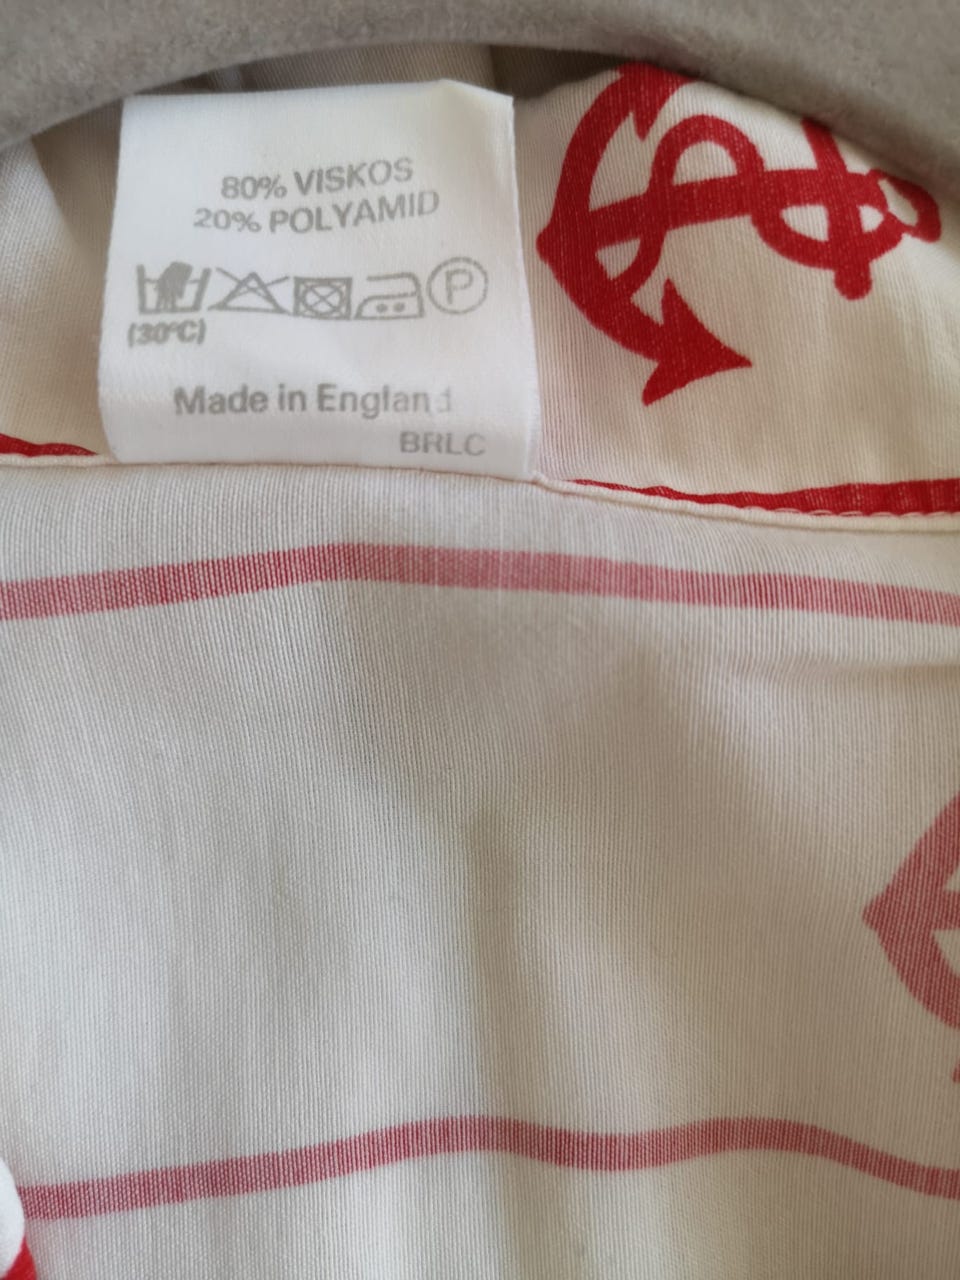 80% VISKOS
20% POLYAMID
P
(30°C)
Made in England
BRLC